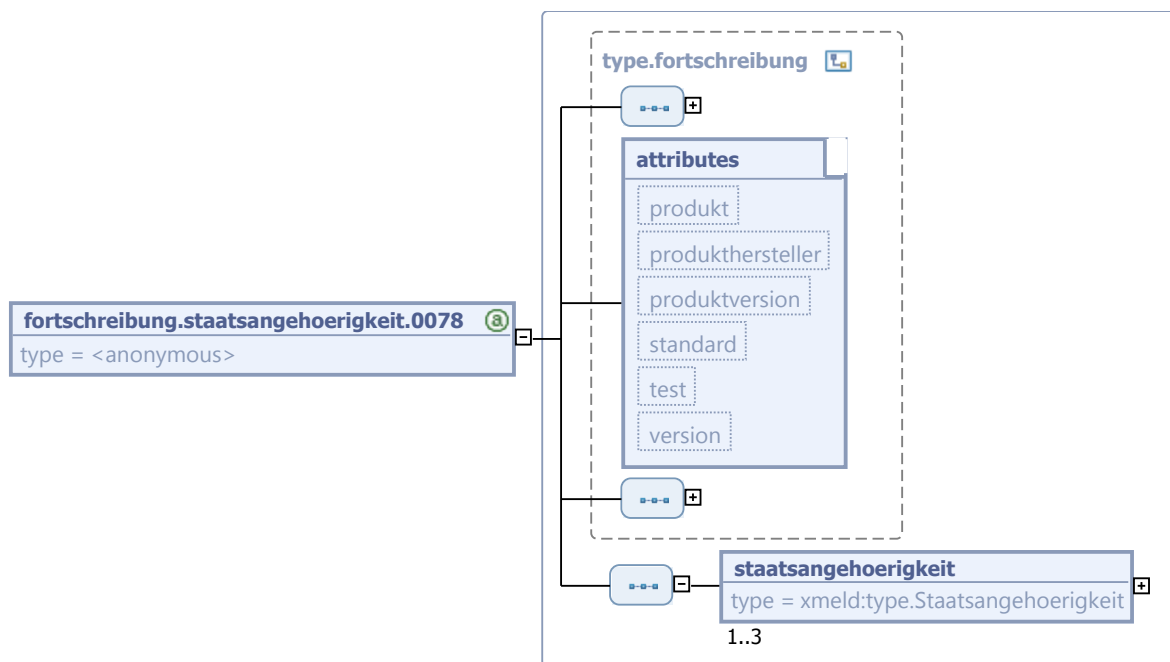 type.fortschreibung
attributes
produkt
produkthersteller
produktversion
fortschreibung.staatsangehoerigkeit.0078 a
type = <anonymous>
standard
test
version
staatsangehoerigkeit
type = xmeld:type.Staatsangehoerigkeit
1..3